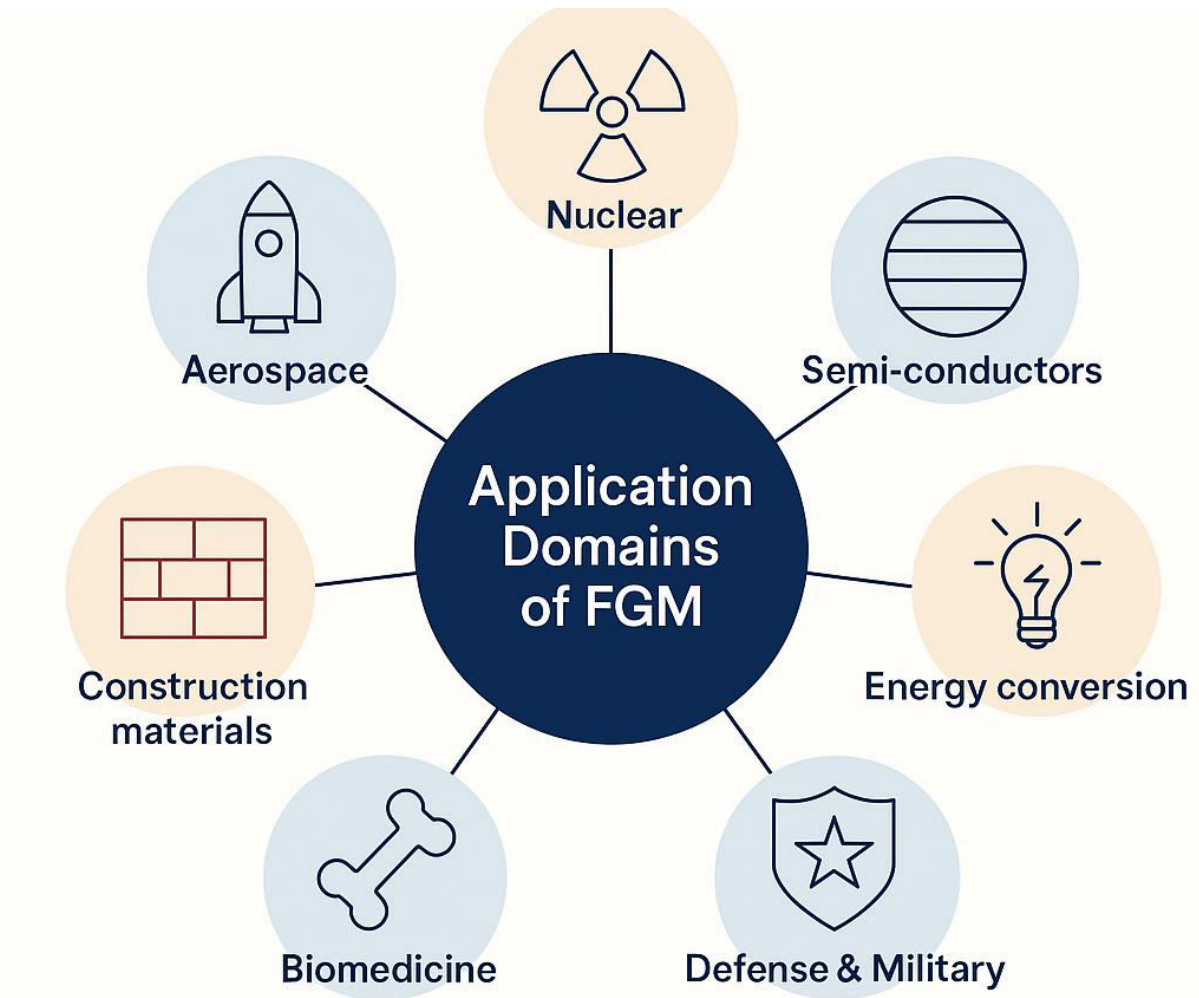 Nuclear
Aerospace
Semi-conductors
Application
Domains
of FGM
Construction
materials
Energy conversion
Biomedicine
Defense & Military